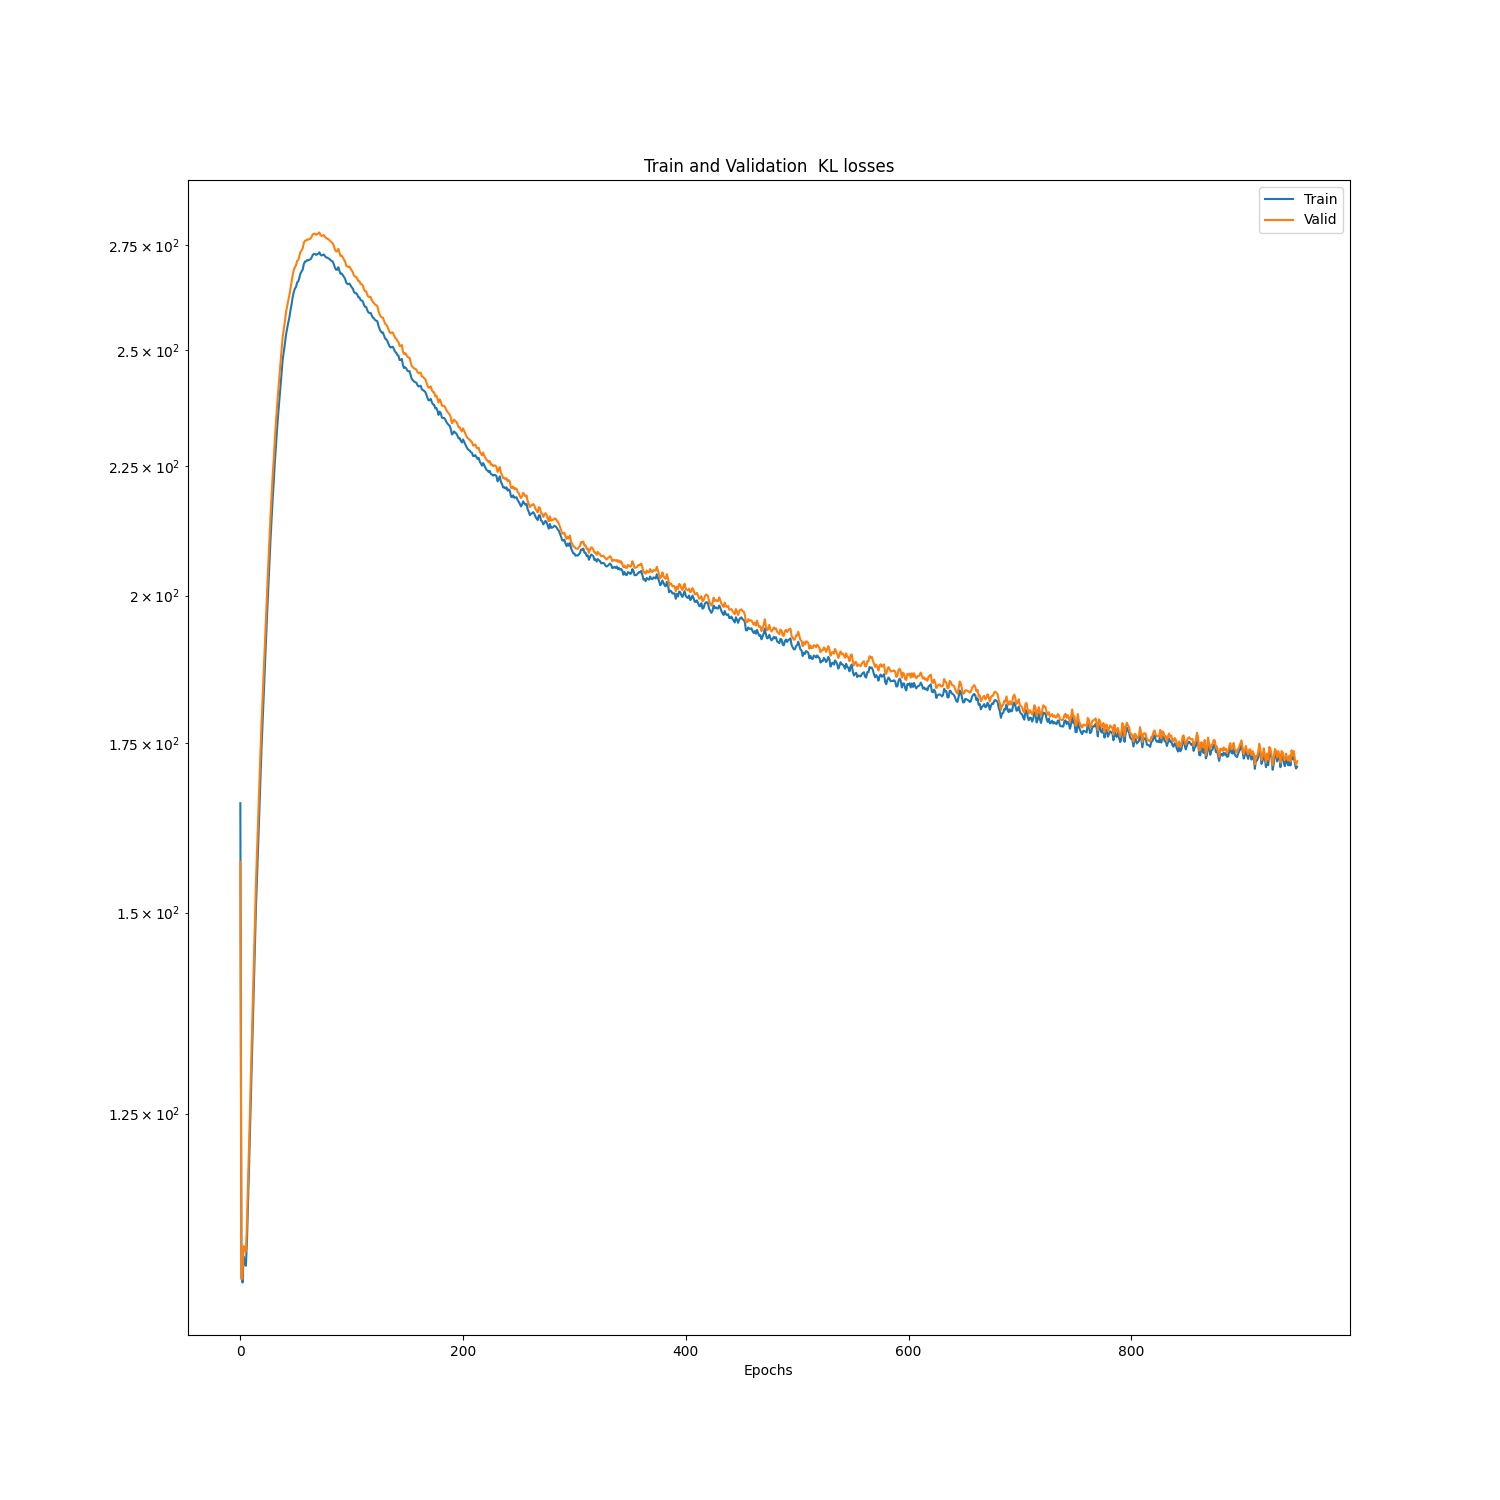 Train and Validation  KL losses
Train
Valid
2.75 × 10²
2.5 × 10²
2.25 × 10²
2 × 10²
1.75 × 10²
1.5 × 10²
1.25 × 10²
0 200 400 600 800
Epochs